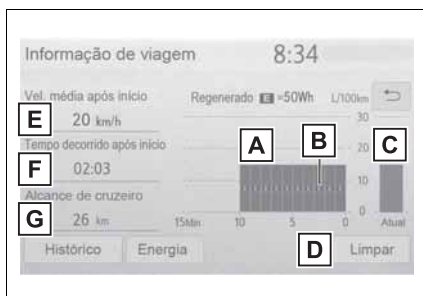 Informação de viagem 8:34
Vel. média após início
Regenerado E =50Wh L/100km
E
20 km/h
30
Tempo decorrido após início
A B C
20
F
02:03
Alcance de cruzeiro
10
G
26 km
15Min 10 5 0
0
Atual
Histórico Energia D Limpar